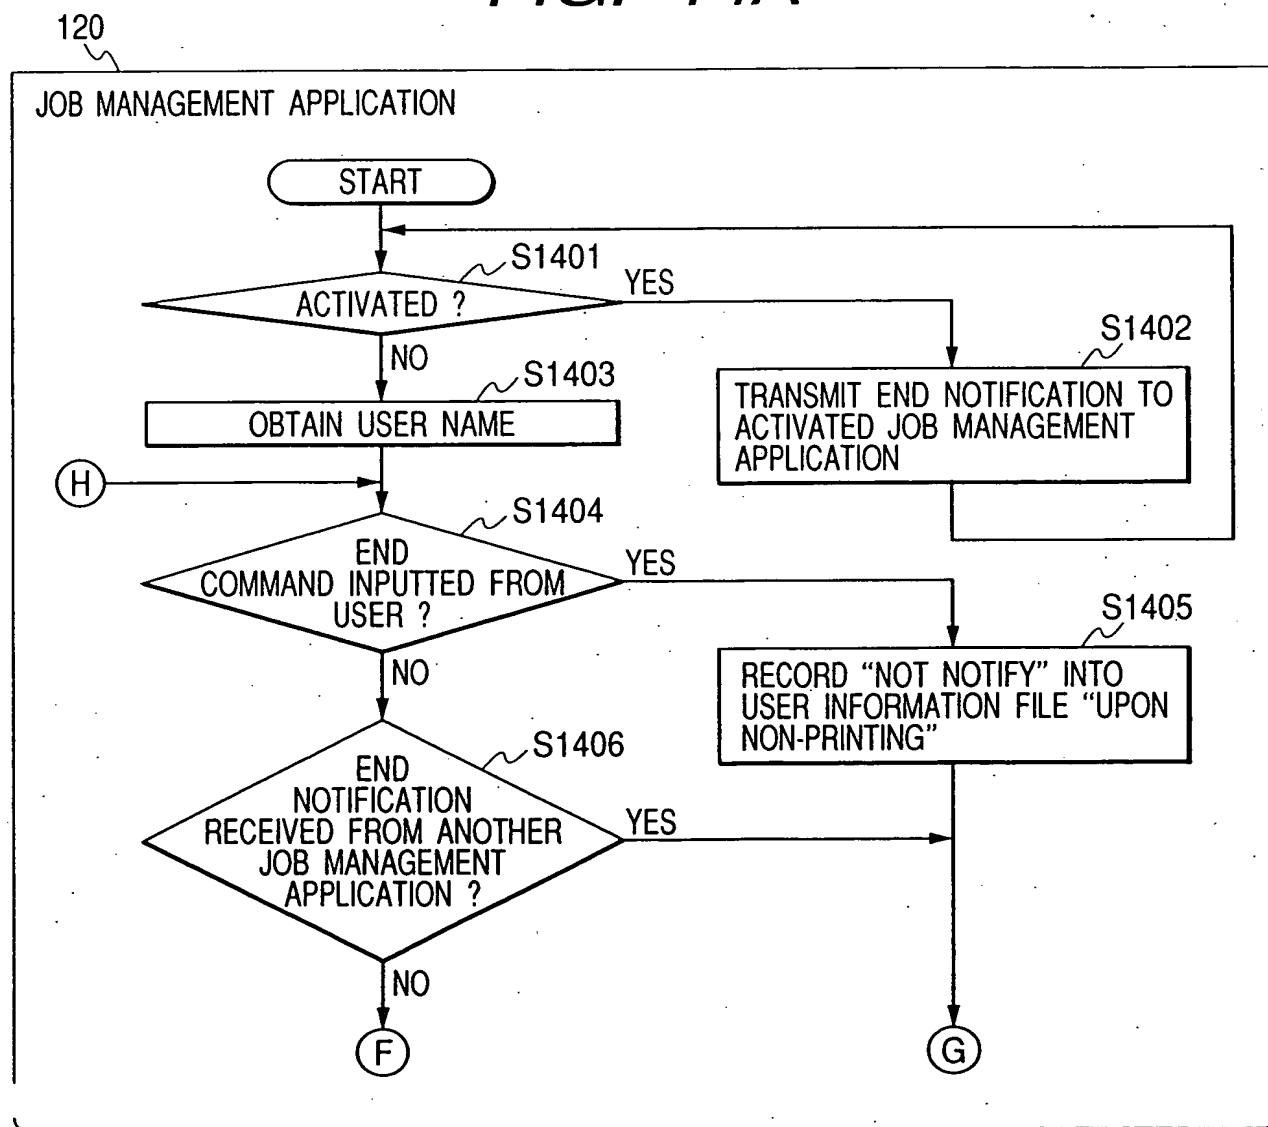 120
JOB MANAGEMENT APPLICATION
START
S1401
ACTIVATED ?
YES
NO
S1402
TRANSMIT END NOTIFICATION TO
ACTIVATED JOB MANAGEMENT
APPLICATION
S1403
OBTAIN USER NAME
H
S1404
END
COMMAND INPUTTED FROM
USER ?
YES
NO
S1405
RECORD “NOT NOTIFY” INTO
USER INFORMATION FILE “UPON
NON-PRINTING”
S1406
END
NOTIFICATION
RECEIVED FROM ANOTHER
JOB MANAGEMENT
APPLICATION ?
YES
NO
F
G